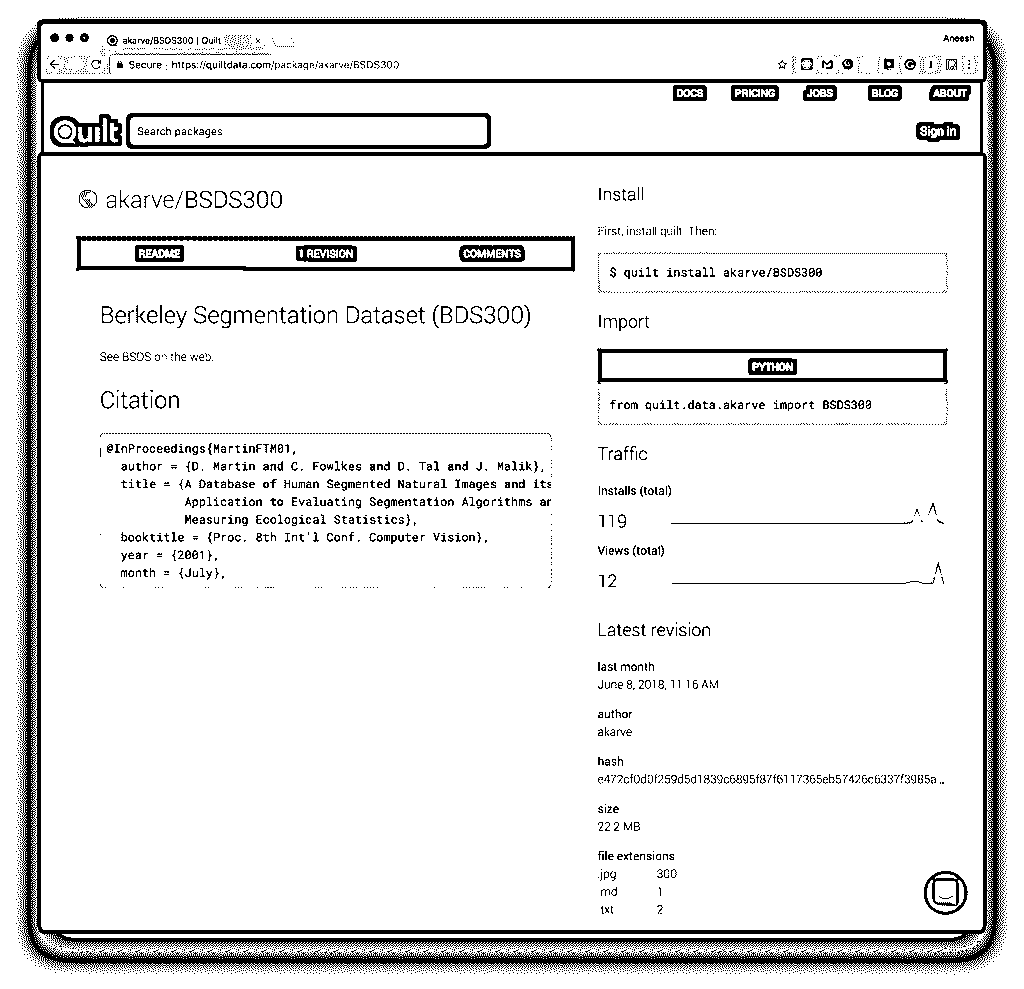 akarve/BSDS300 | Quilt
Aneesh
Secure https://quiltdata.com/package/akarve/BSDS300
DOCS PRICING JOBS BLOG ABOUT
Quilt
Search packages
Sign in
akarve/BSDS300
README 1 REVISION COMMENTS
Berkeley Segmentation Dataset (BDS300)
See BSDS on the web.
Citation
@InProceedings{MartinFTM01,
author = {D. Martin and C. Fowlkes and D. Tal and J. Malik},
title = {A Database of Human Segmented Natural Images and its
Application to Evaluating Segmentation Algorithms an
Measuring Ecological Statistics},
booktitle = {Proc. 8th Int'l Conf. Computer Vision},
year = {2001},
month = {July},
Install
First, install quilt. Then:
$ quilt install akarve/BSDS300
Import
PYTHON
from quilt.data.akarve import BSDS300
Traffic
Installs (total)
119
Views (total)
12
Latest revision
last month
June 8, 2018, 11:16 AM
author
akarve
hash
e472cf0d0f259d5d1839c6895f87f6117365eb57426c6337f3985a...
size
22.2 MB
file extensions
.jpg 300
.md 1
.txt 2